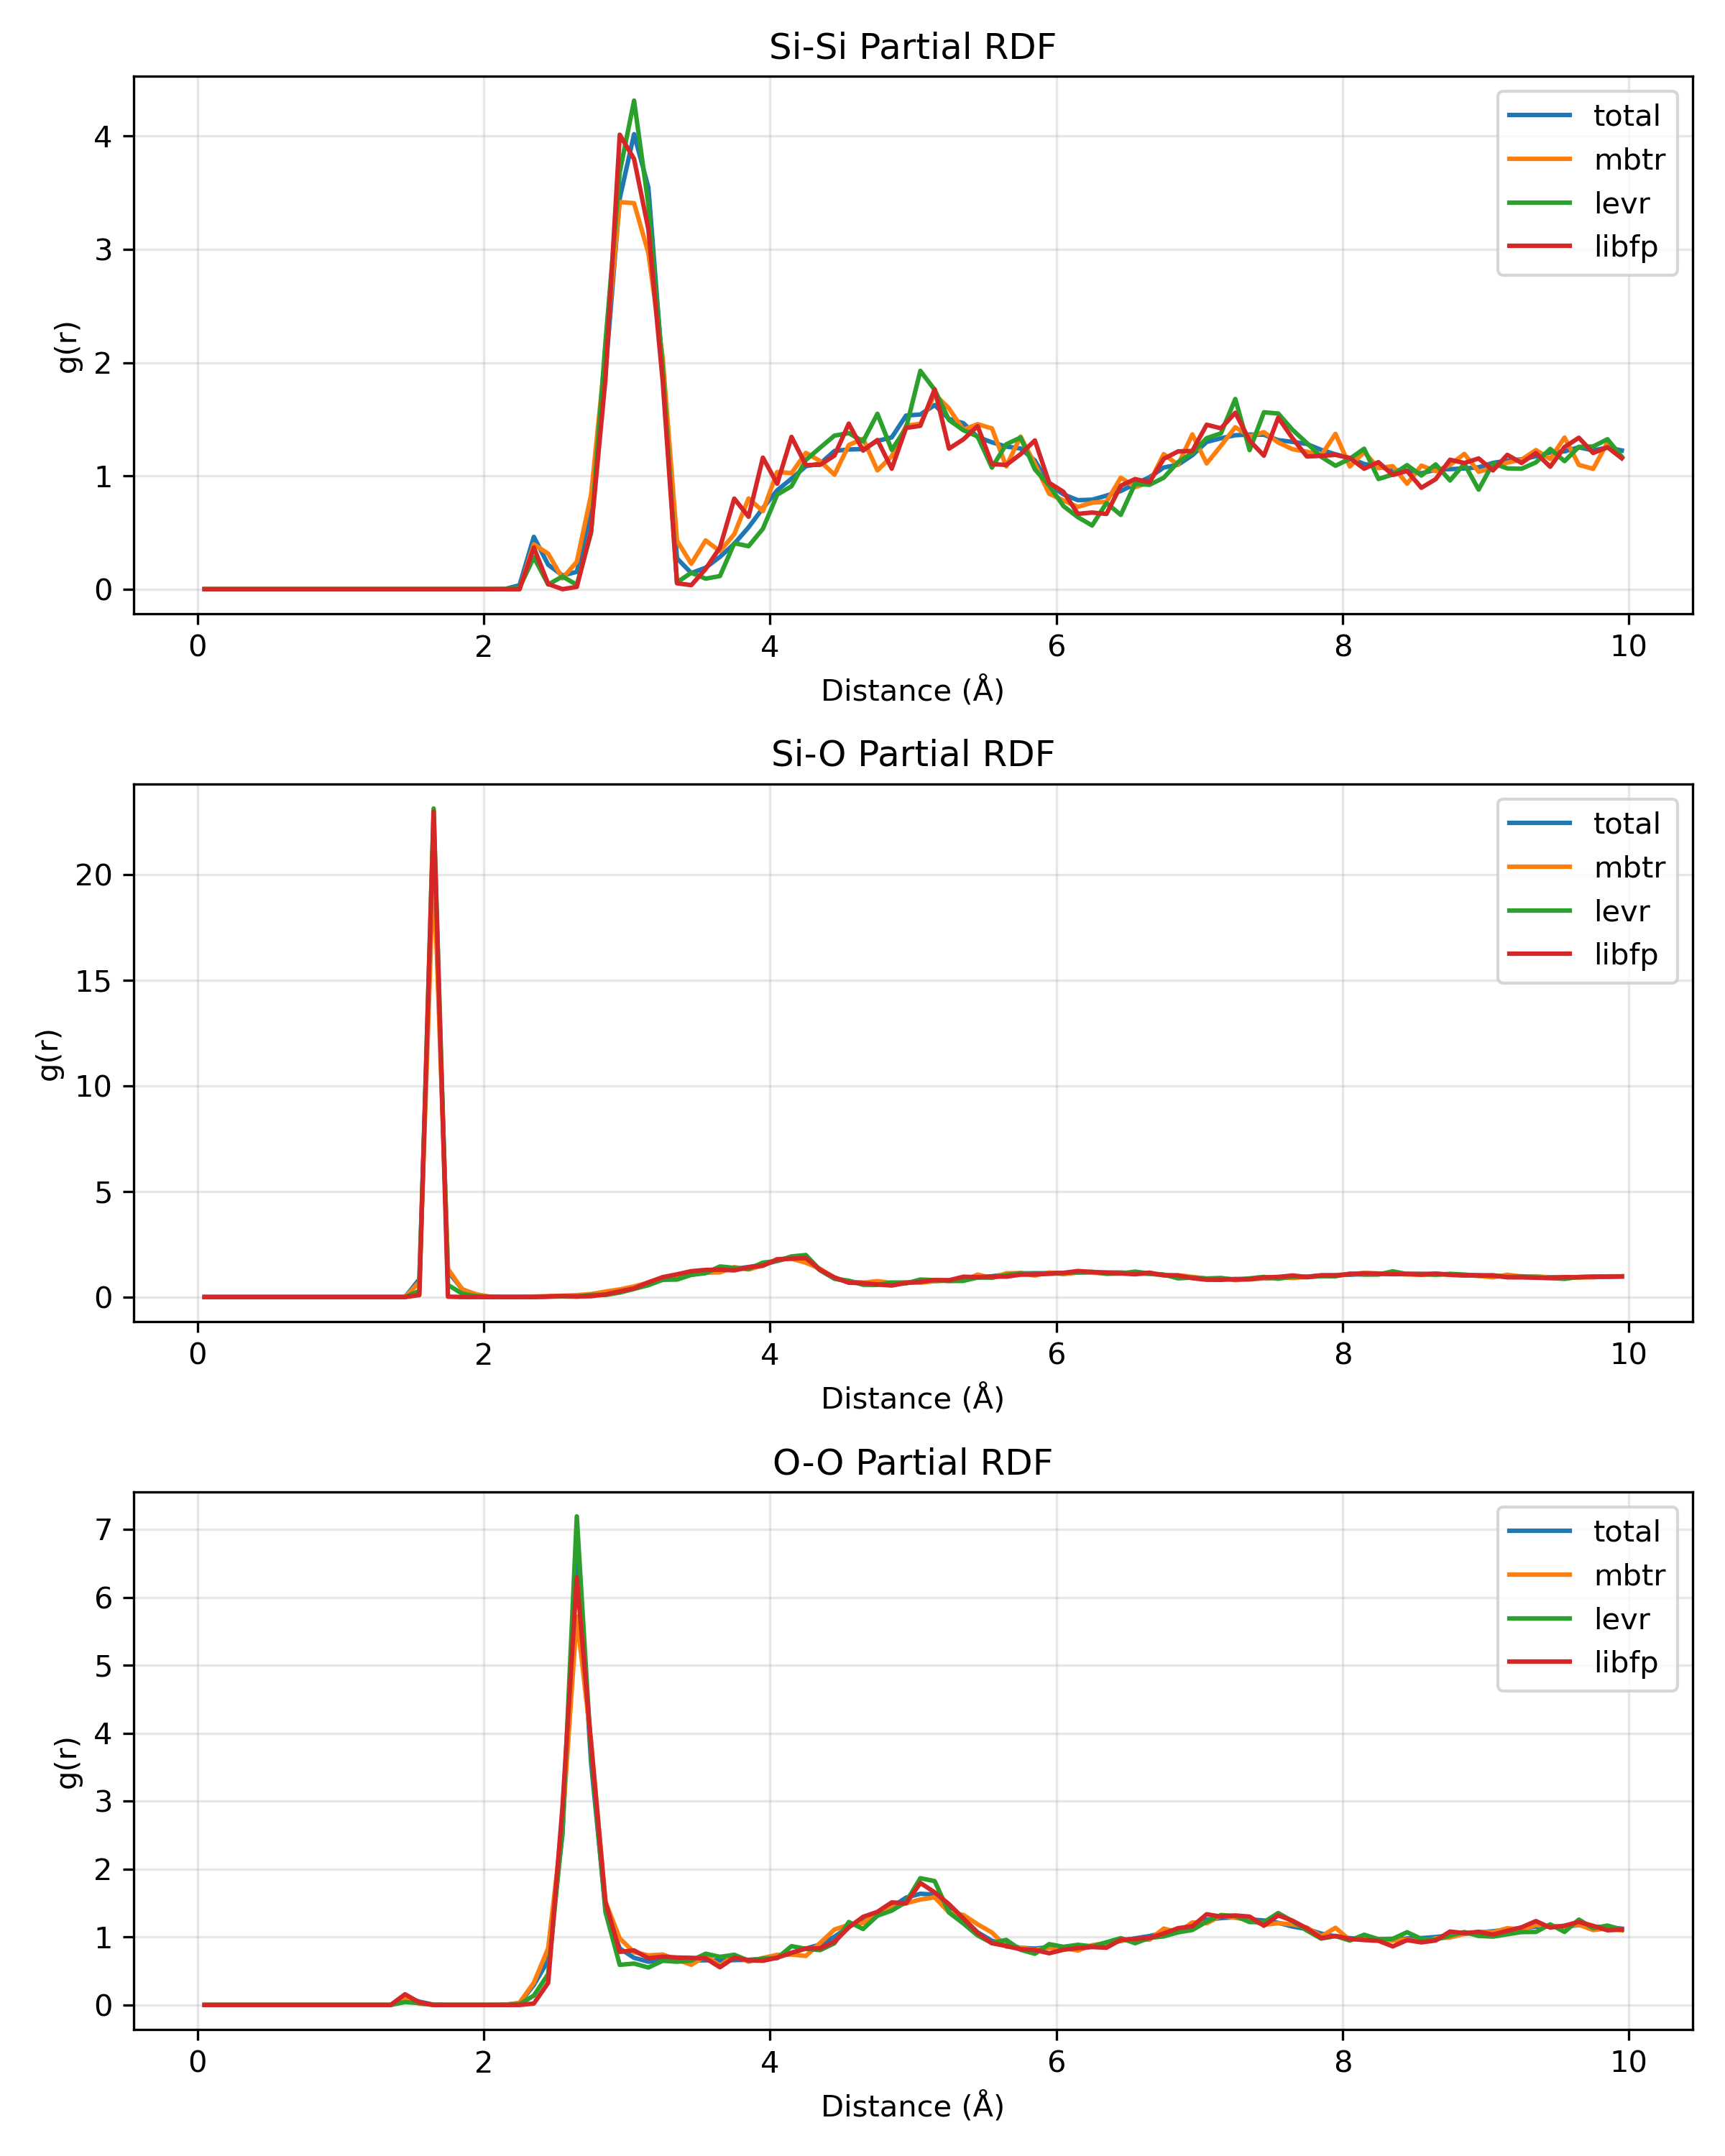 Si-Si Partial RDF
g(r)
4
3
2
1
0
total
mbtr
levr
libfp
0 2 4 6 8 10
Distance (Å)
Si-O Partial RDF
g(r)
20
15
10
5
0
total
mbtr
levr
libfp
0 2 4 6 8 10
Distance (Å)
O-O Partial RDF
g(r)
7
6
5
4
3
2
1
0
total
mbtr
levr
libfp
0 2 4 6 8 10
Distance (Å)